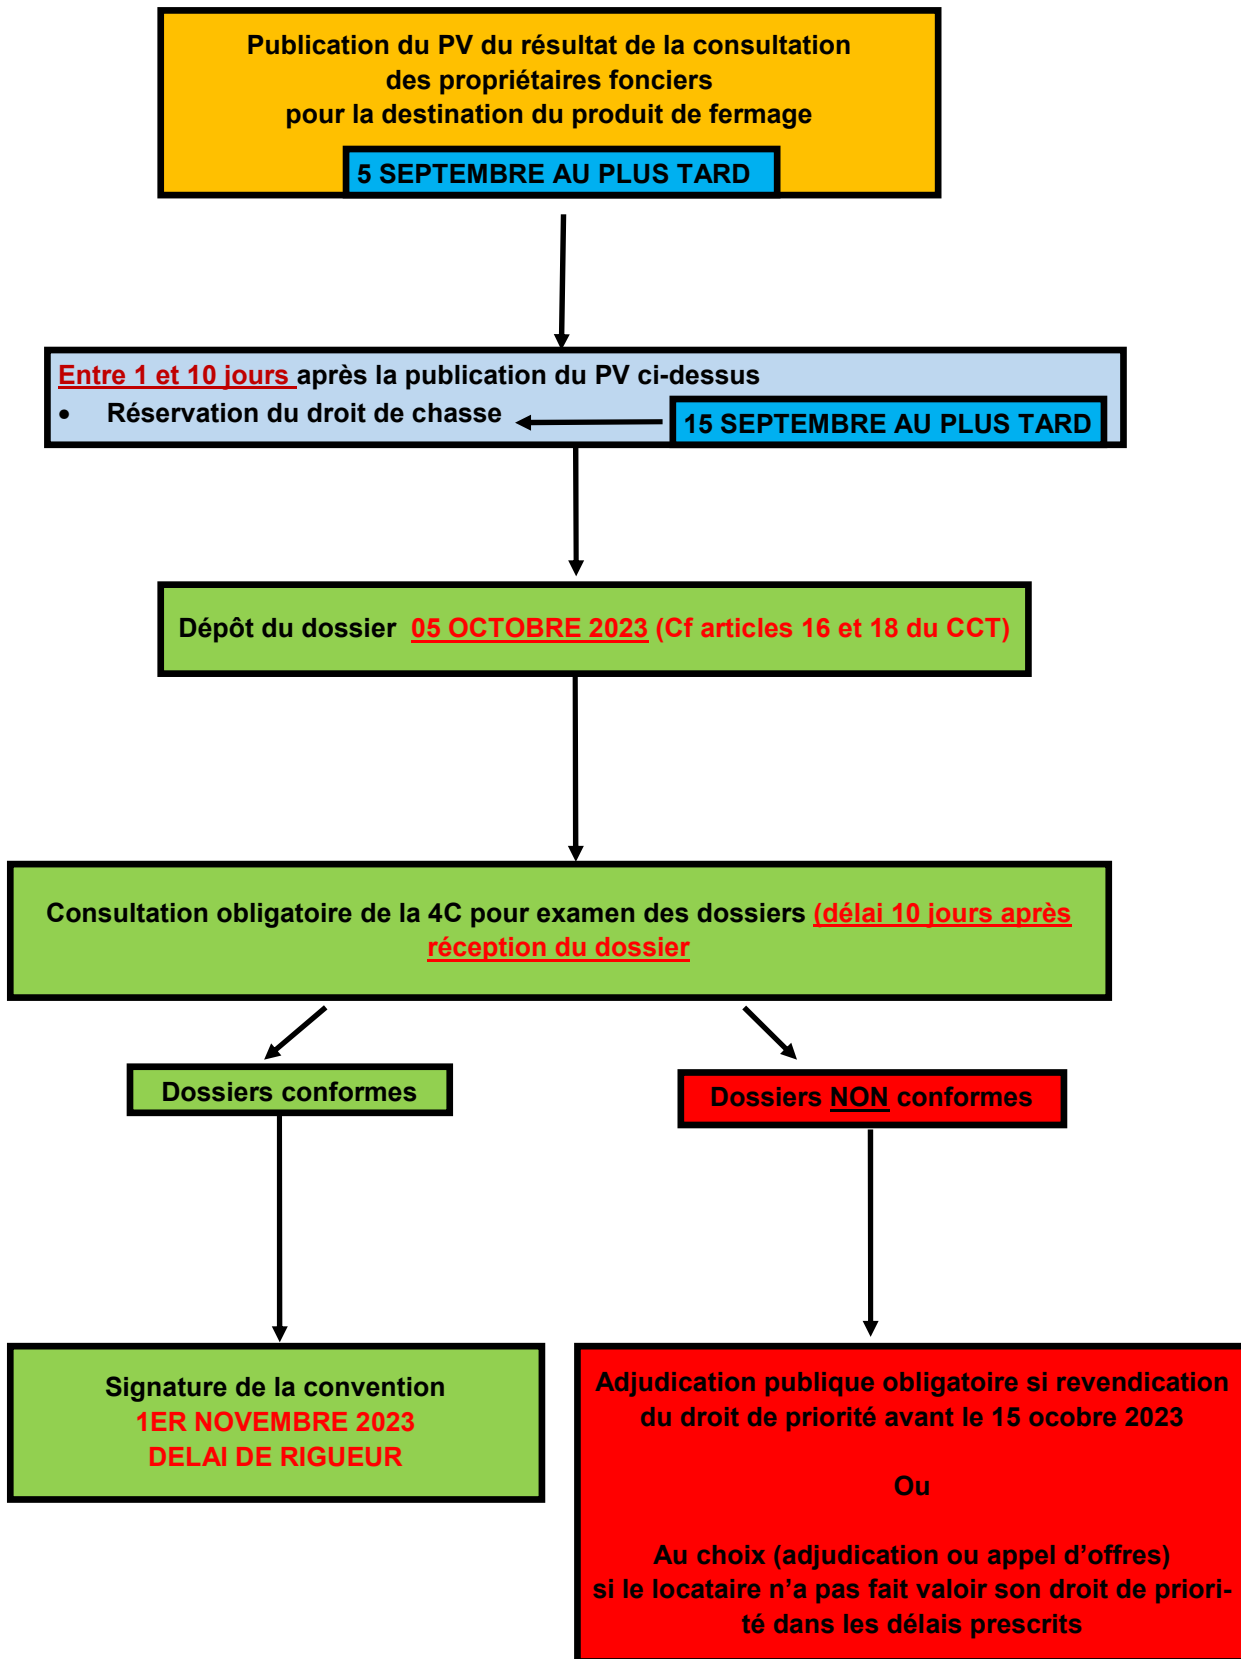 Publication du PV du résultat de la consultation
des propriétaires fonciers
pour la destination du produit de fermage
5 SEPTEMBRE AU PLUS TARD
Entre 1 et 10 jours après la publication du PV ci-dessus
• Réservation du droit de chasse
15 SEPTEMBRE AU PLUS TARD
Dépôt du dossier 05 OCTOBRE 2023 (Cf articles 16 et 18 du CCT)
Consultation obligatoire de la 4C pour examen des dossiers (délai 10 jours après
réception du dossier
Dossiers conformes
Dossiers NON conformes
Signature de la convention
1ER NOVEMBRE 2023
DELAI DE RIGUEUR
Adjudication publique obligatoire si revendication
du droit de priorité avant le 15 ocobre 2023
Ou
Au choix (adjudication ou appel d’offres)
si le locataire n’a pas fait valoir son droit de priori-
té dans les délais prescrits